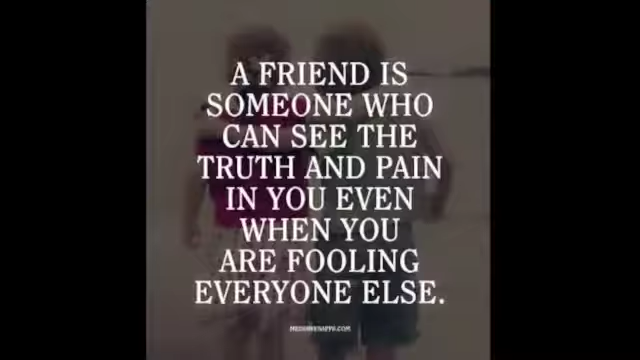 A FRIEND IS
SOMEONE WHO
CAN SEE THE
TRUTH AND PAIN
IN YOU EVEN
WHEN YOU
ARE FOOLING
EVERYONE ELSE.